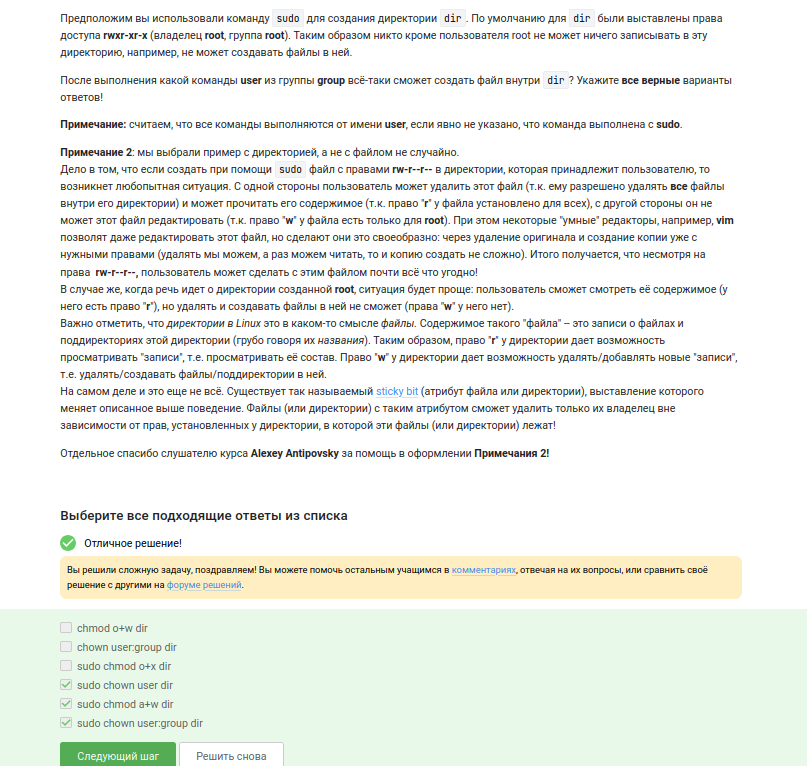 Предположим вы использовали команду sudo для создания директории dir. По умолчанию для dir были выставлены права
доступа rwxr-xr-x (владелец root, группа root). Таким образом никто кроме пользователя root не может ничего записывать в эту
директорию, например, не может создавать файлы в ней.
После выполнения какой команды user из группы group всё-таки сможет создать файл внутри dir? Укажите все верные варианты
ответов!
Примечание: считаем, что все команды выполняются от имени user, если явно не указано, что команда выполнена с sudo.
Примечание 2: мы выбрали пример с директорией, а не с файлом не случайно.
Дело в том, что если создать при помощи sudo файл с правами rw-r--r-- в директории, которая принадлежит пользователю, то
возникнет любопытная ситуация. С одной стороны пользователь может удалить этот файл (т.к. ему разрешено удалять все файлы
внутри его директории) и может прочитать его содержимое (т.к. право "r" у файла установлено для всех), с другой стороны он не
может этот файл редактировать (т.к. право "w" у файла есть только для root). При этом некоторые "умные" редакторы, например, vim
позволят даже редактировать этот файл, но сделают они это своеобразно: через удаление оригинала и создание копии уже с
нужными правами (удалять мы можем, а раз можем читать, то и копию создать не сложно). Итого получается, что несмотря на
права rw-r--r--, пользователь может сделать с этим файлом почти всё что угодно!
В случае же, когда речь идет о директории созданной root, ситуация будет проще: пользователь сможет смотреть её содержимое (у
него есть право "r"), но удалять и создавать файлы в ней не сможет (права "w" у него нет).
Важно отметить, что директории в Linux это в каком-то смысле файлы. Содержимое такого "файла" – это записи о файлах и
поддиректориях этой директории (грубо говоря их названия). Таким образом, право "r" у директории дает возможность
просматривать "записи", т.е. просматривать её состав. Право "w" у директории дает возможность удалять/добавлять новые "записи",
т.е. удалять/создавать файлы/поддиректории в ней.
На самом деле и это еще не всё. Существует так называемый sticky bit (атрибут файла или директории), выставление которого
меняет описанное выше поведение. Файлы (или директории) с таким атрибутом сможет удалить только их владелец вне
зависимости от прав, установленных у директории, в которой эти файлы (или директории) лежат!
Отдельное спасибо слушателю курса Alexey Antipovsky за помощь в оформлении Примечания 2!
Выберите все подходящие ответы из списка
Отличное решение!
Вы решили сложную задачу, поздравляем! Вы можете помочь остальным учащимся в комментариях, отвечая на их вопросы, или сравнить своё
решение с другими на форуме решений.
chmod o+w dir
chown user:group dir
sudo chmod o+x dir
sudo chown user dir
sudo chmod a+w dir
sudo chown user:group dir
Следующий шаг Решить снова